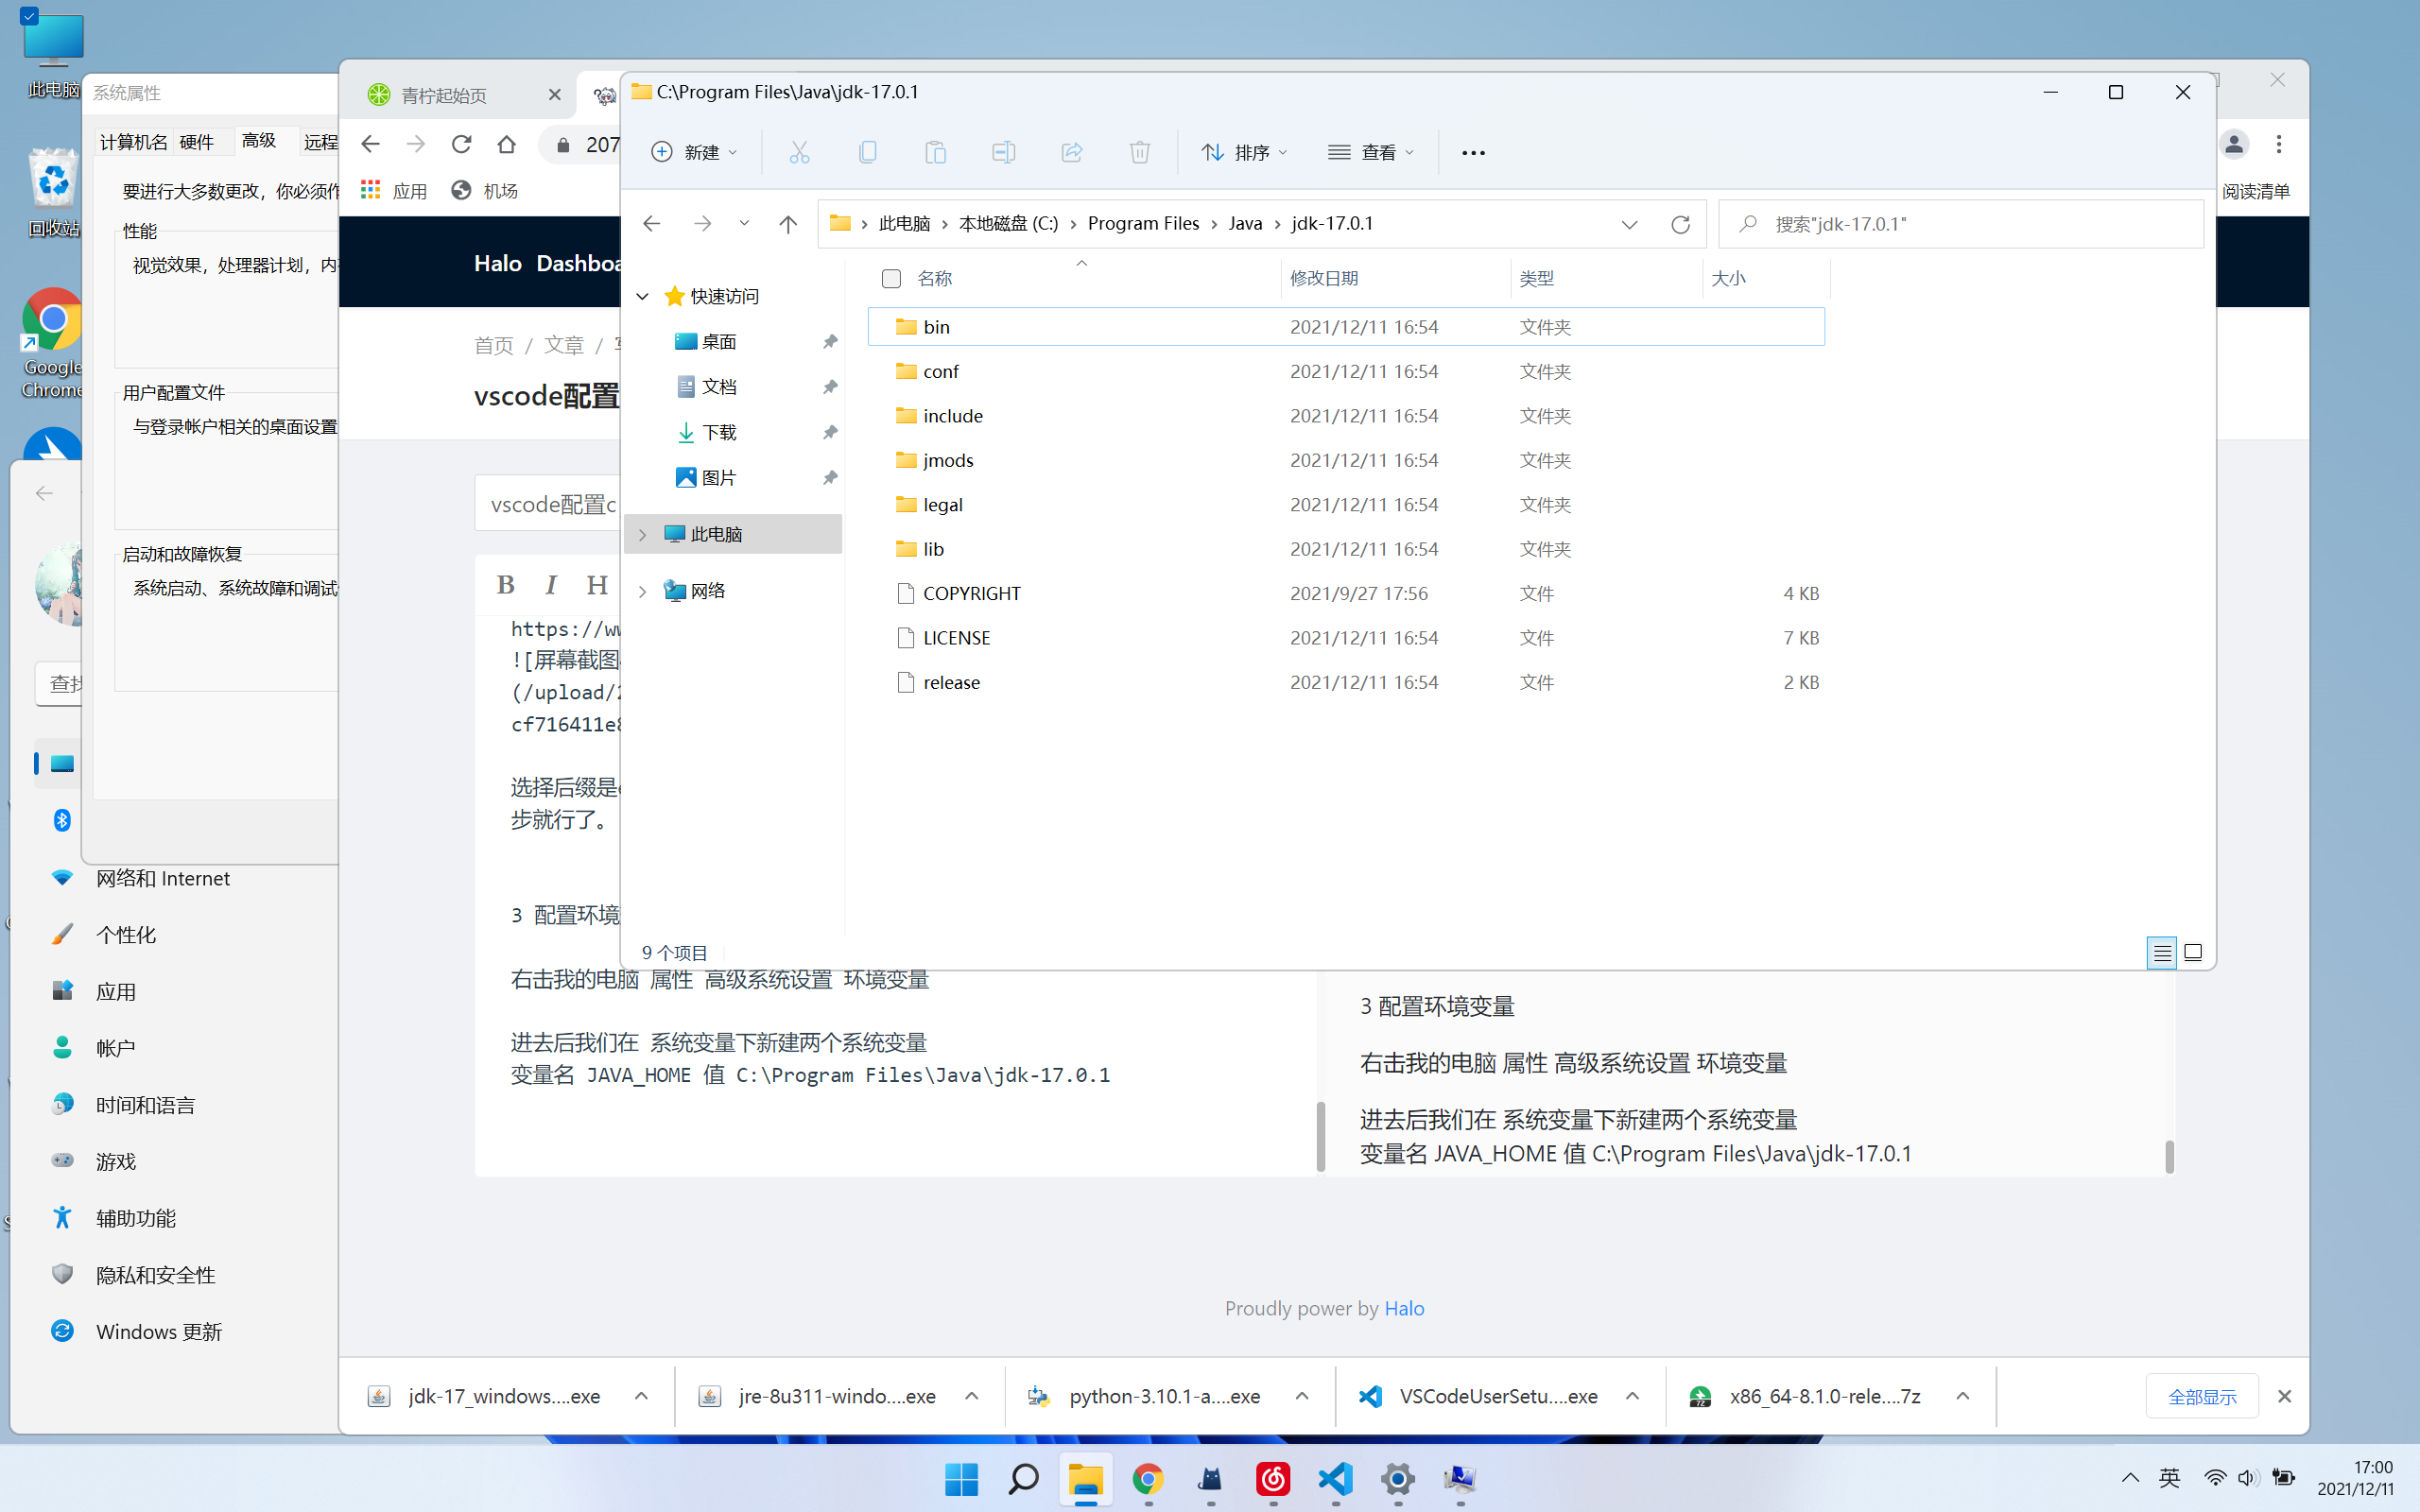 此电脑
回收站
Google
Chrome
系统属性
计算机名
硬件
高级
远程
要进行大多数更改，你必须作
性能
视觉效果，处理器计划，内
用户配置文件
与登录帐户相关的桌面设置
启动和故障恢复
系统启动、系统故障和调试
查找
网络和 Internet
个性化
应用
帐户
时间和语言
游戏
辅助功能
隐私和安全性
Windows 更新
青柠起始页
207
应用
机场
阅读清单
Halo Dashboa
首页 / 文章 /
vscode配置
vscode配置c
B I H
https://ww
![屏幕截图
(/upload/2
cf716411e8
选择后缀是e
步就行了。
3 配置环境
右击我的电脑 属性 高级系统设置 环境变量
进去后我们在 系统变量下新建两个系统变量
变量名 JAVA_HOME 值 C:\Program Files\Java\jdk-17.0.1
3 配置环境变量
右击我的电脑 属性 高级系统设置 环境变量
进去后我们在 系统变量下新建两个系统变量
变量名 JAVA_HOME 值 C:\Program Files\Java\jdk-17.0.1
Proudly power by Halo
C:\Program Files\Java\jdk-17.0.1
新建
排序
查看
此电脑 › 本地磁盘 (C:) › Program Files › Java › jdk-17.0.1
搜索"jdk-17.0.1"
快速访问
桌面
文档
下载
图片
此电脑
网络
名称 修改日期 类型 大小
bin 2021/12/11 16:54 文件夹
conf 2021/12/11 16:54 文件夹
include 2021/12/11 16:54 文件夹
jmods 2021/12/11 16:54 文件夹
legal 2021/12/11 16:54 文件夹
lib 2021/12/11 16:54 文件夹
COPYRIGHT 2021/9/27 17:56 文件 4 KB
LICENSE 2021/12/11 16:54 文件 7 KB
release 2021/12/11 16:54 文件 2 KB
9 个项目
jdk-17_windows....exe
jre-8u311-windo....exe
python-3.10.1-a....exe
VSCodeUserSetu....exe
x86_64-8.1.0-rele....7z
全部显示
英
17:00
2021/12/11